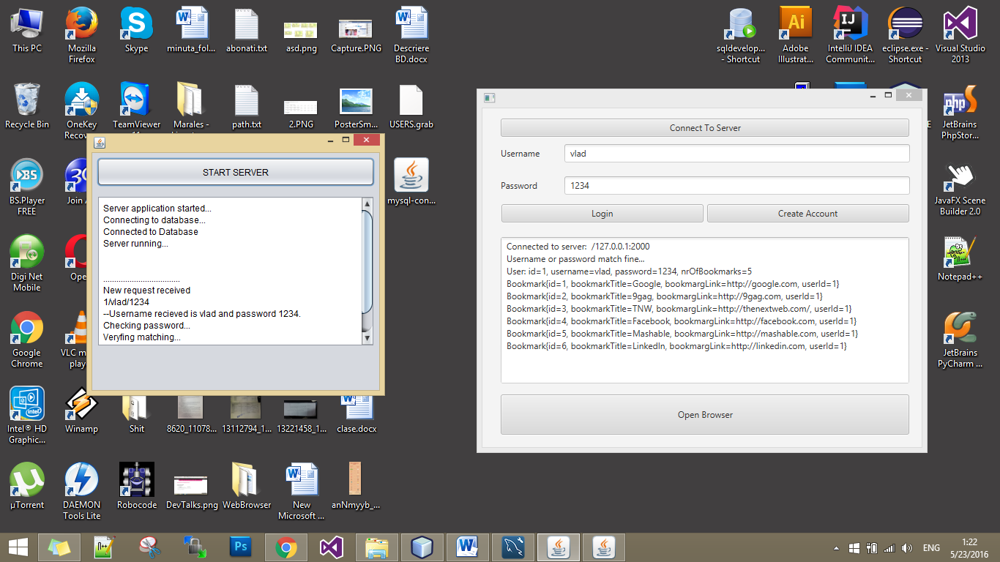 This PC
Mozilla
Firefox
Skype
minuta_fol...
abonati.txt
asd.png
Capture.PNG
Descriere
BD.docx
sqldevelop...
- Shortcut
Adobe
Illustrat...
IntelliJ IDEA
Communit...
eclipse.exe -
Shortcut
Visual Studio
2013
Recycle Bin
OneKey
Recov...
TeamViewer
Marales -
path.txt
2.PNG
PosterSm...
USERS.grab
JetBrains
PhpStor...
START SERVER
Server application started...
Connecting to database...
Connected to Database
Server running...
...................................
New request received
1/vlad/1234
--Username recieved is vlad and password 1234.
Checking password...
Veryfing matching...
Connect To Server
Username
vlad
Password
1234
Login
Create Account
Connected to server:  /127.0.0.1:2000
Username or password match fine...
User: id=1, username=vlad, password=1234, nrOfBookmarks=5
Bookmark{id=1, bookmarkTitle=Google, bookmargLink=http://google.com, userId=1}
Bookmark{id=2, bookmarkTitle=9gag, bookmargLink=http://9gag.com, userId=1}
Bookmark{id=3, bookmarkTitle=TNW, bookmargLink=http://thenextweb.com/, userId=1}
Bookmark{id=4, bookmarkTitle=Facebook, bookmargLink=http://facebook.com, userId=1}
Bookmark{id=5, bookmarkTitle=Mashable, bookmargLink=http://mashable.com, userId=1}
Bookmark{id=6, bookmarkTitle=LinkedIn, bookmargLink=http://linkedin.com, userId=1}
Open Browser
BS.Player
FREE
Join
mysql-con...
JavaFX Scene
Builder 2.0
Digi Net
Mobile
Ope
Notepad++
Google
Chrome
VLC m
play
JetBrains
PyCharm ...
Intel® HD
Graphic...
Winamp
Shit
8620_11078...
13112794_1...
13221458_1...
clase.docx
µTorrent
DAEMON
Tools Lite
Robocode
DevTalks.png
WebBrowser
New
Microsoft ...
anNmyyb_...
ENG
1:22
5/23/2016